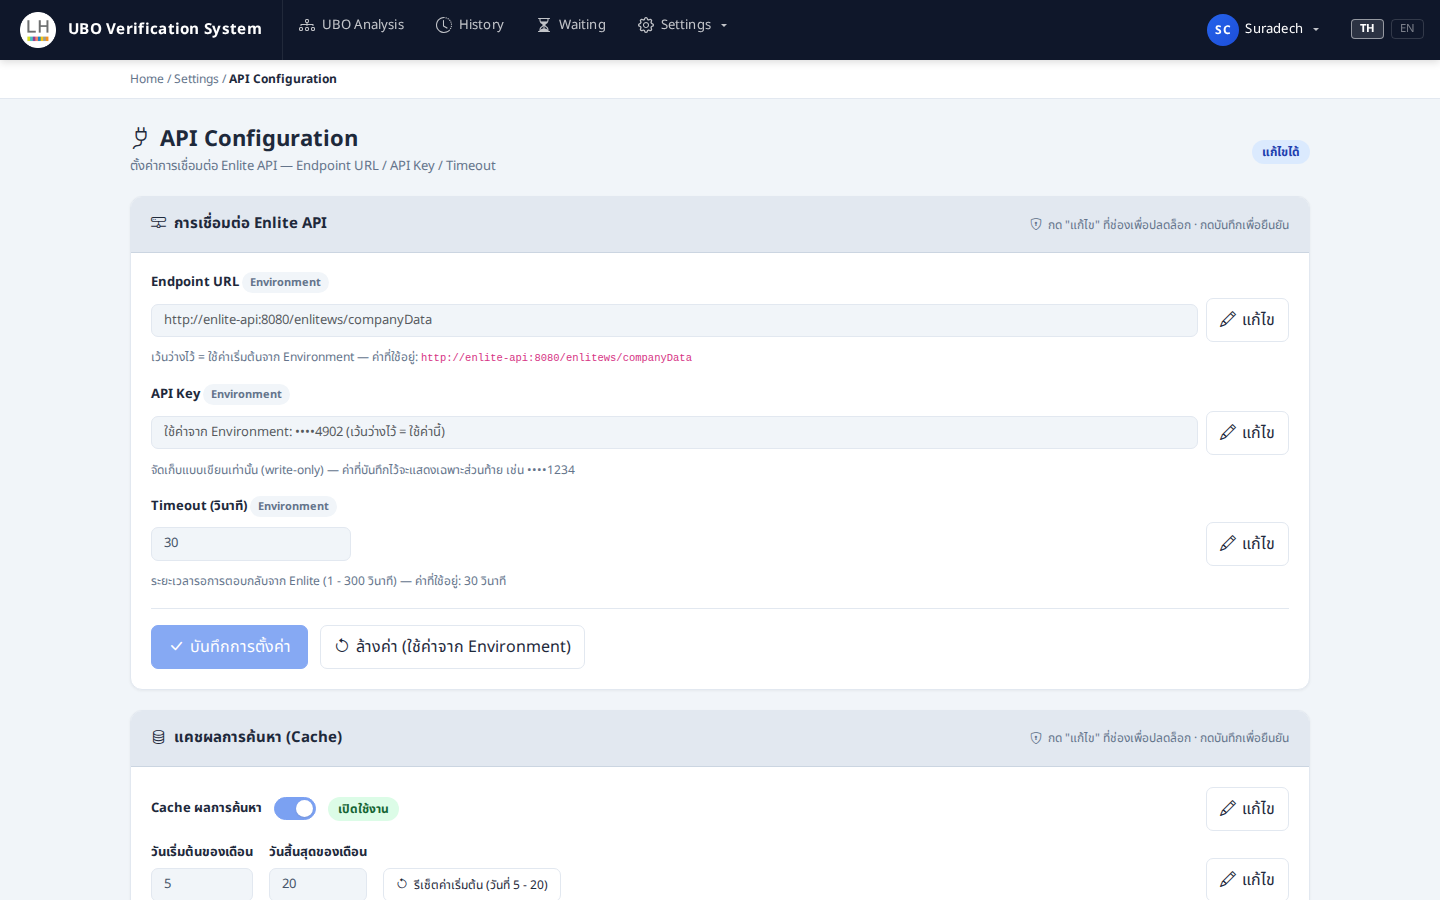 LH UBO Verification System UBO Analysis History Waiting Settings SC Suradech TH EN
Home / Settings / API Configuration
API Configuration
ตั้งค่าการเชื่อมต่อ Enlite API — Endpoint URL / API Key / Timeout
แก้ไขได้
การเชื่อมต่อ Enlite API
กด "แก้ไข" ที่ช่องเพื่อปลดล็อก · กดบันทึกเพื่อยืนยัน
Endpoint URL Environment
http://enlite-api:8080/enlitews/companyData
แก้ไข
เว้นว่างไว้ = ใช้ค่าเริ่มต้นจาก Environment — ค่าที่ใช้อยู่: http://enlite-api:8080/enlitews/companyData
API Key Environment
ใช้ค่าจาก Environment: ••••4902 (เว้นว่างไว้ = ใช้ค่านี้)
แก้ไข
จัดเก็บแบบเขียนเท่านั้น (write-only) — ค่าที่บันทึกไว้จะแสดงเฉพาะส่วนท้าย เช่น ••••1234
Timeout (วินาที) Environment
30
แก้ไข
ระยะเวลารอการตอบกลับจาก Enlite (1 - 300 วินาที) — ค่าที่ใช้อยู่: 30 วินาที
บันทึกการตั้งค่า
ล้างค่า (ใช้ค่าจาก Environment)
แคชผลการค้นหา (Cache)
กด "แก้ไข" ที่ช่องเพื่อปลดล็อก · กดบันทึกเพื่อยืนยัน
Cache ผลการค้นหา เปิดใช้งาน
แก้ไข
วันเริ่มต้นของเดือน วันสิ้นสุดของเดือน
5 20 รีเซ็ตค่าเริ่มต้น (วันที่ 5 - 20)
แก้ไข